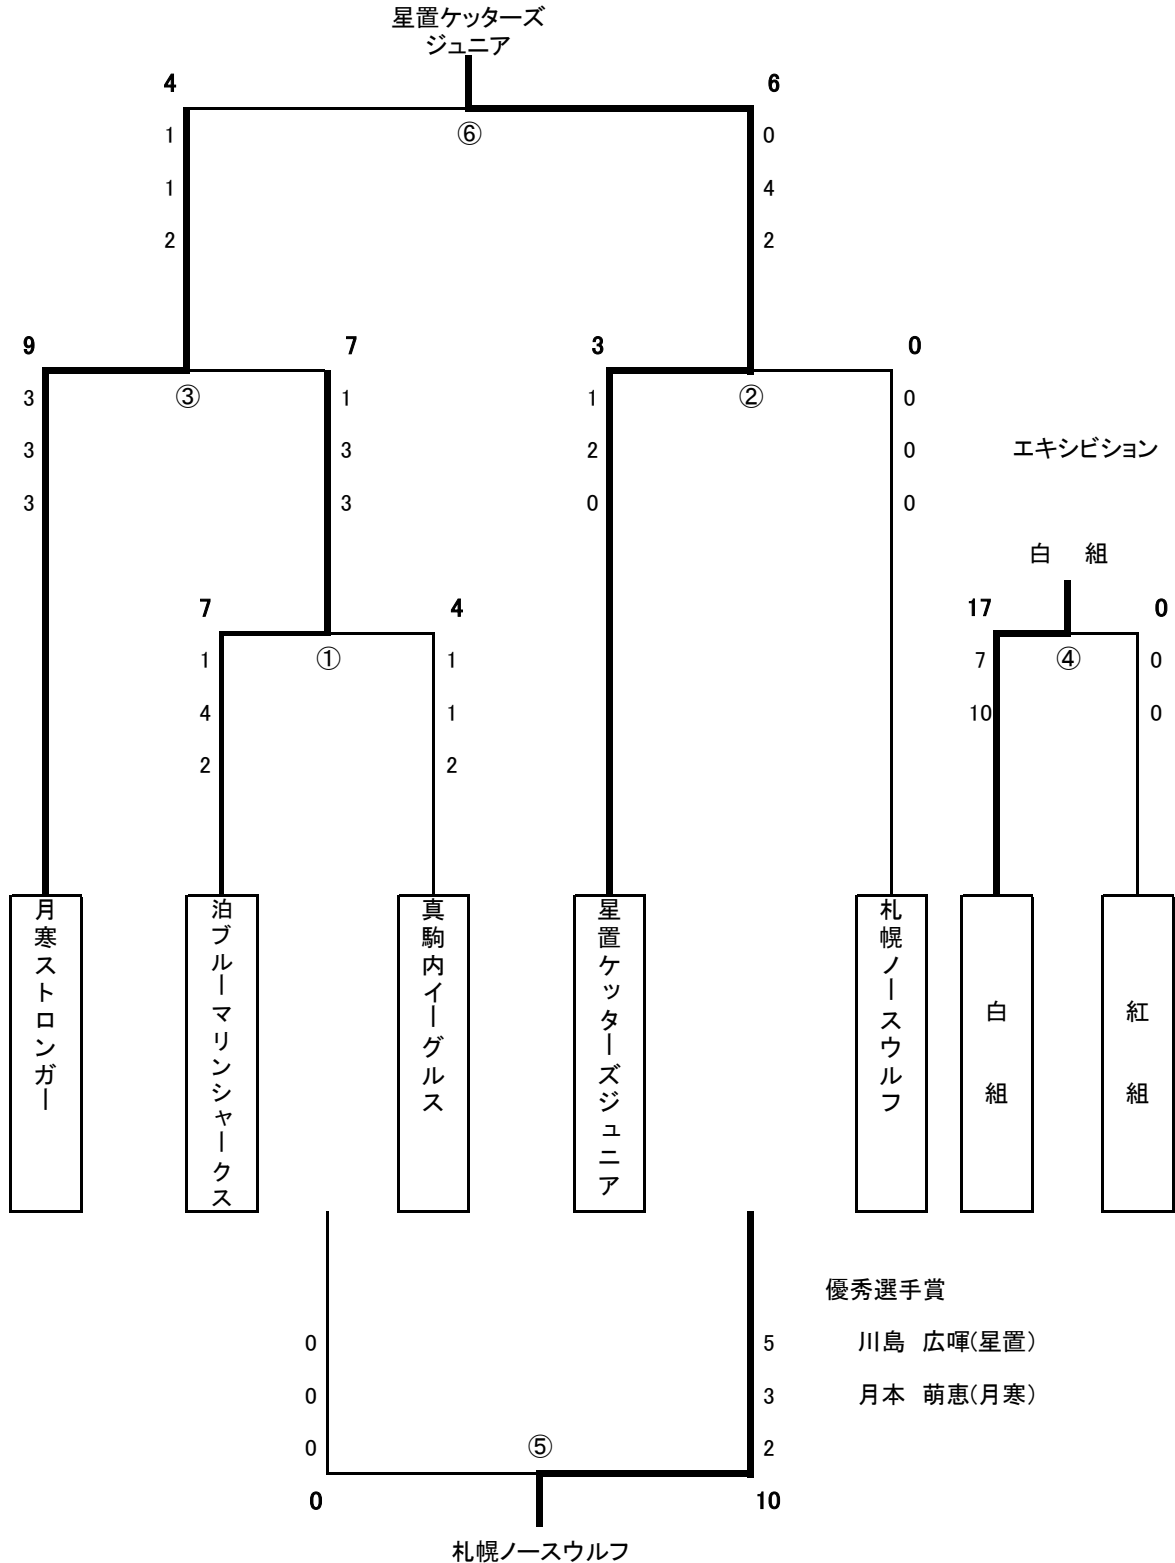 星置ケッターズ
ジュニア
4 6
⑥
1 0
1 4
2 2
9 7 3 0
③ ②
3 1 1 0
3 3 2 0
3 3 0 0
エキシビション
白 組
7 4 17 0
① ④
1 1 7 0
4 1 10 0
2 2
月寒ストロンガー
泊ブルーマリンシャークス
真駒内イーグルス
星置ケッターズジュニア
札幌ノースウルフ
白組
紅組
優秀選手賞
0 5 川島 広暉(星置)
0 3 月本 萌恵(月寒)
0 2
⑤
0 10
札幌ノースウルフ